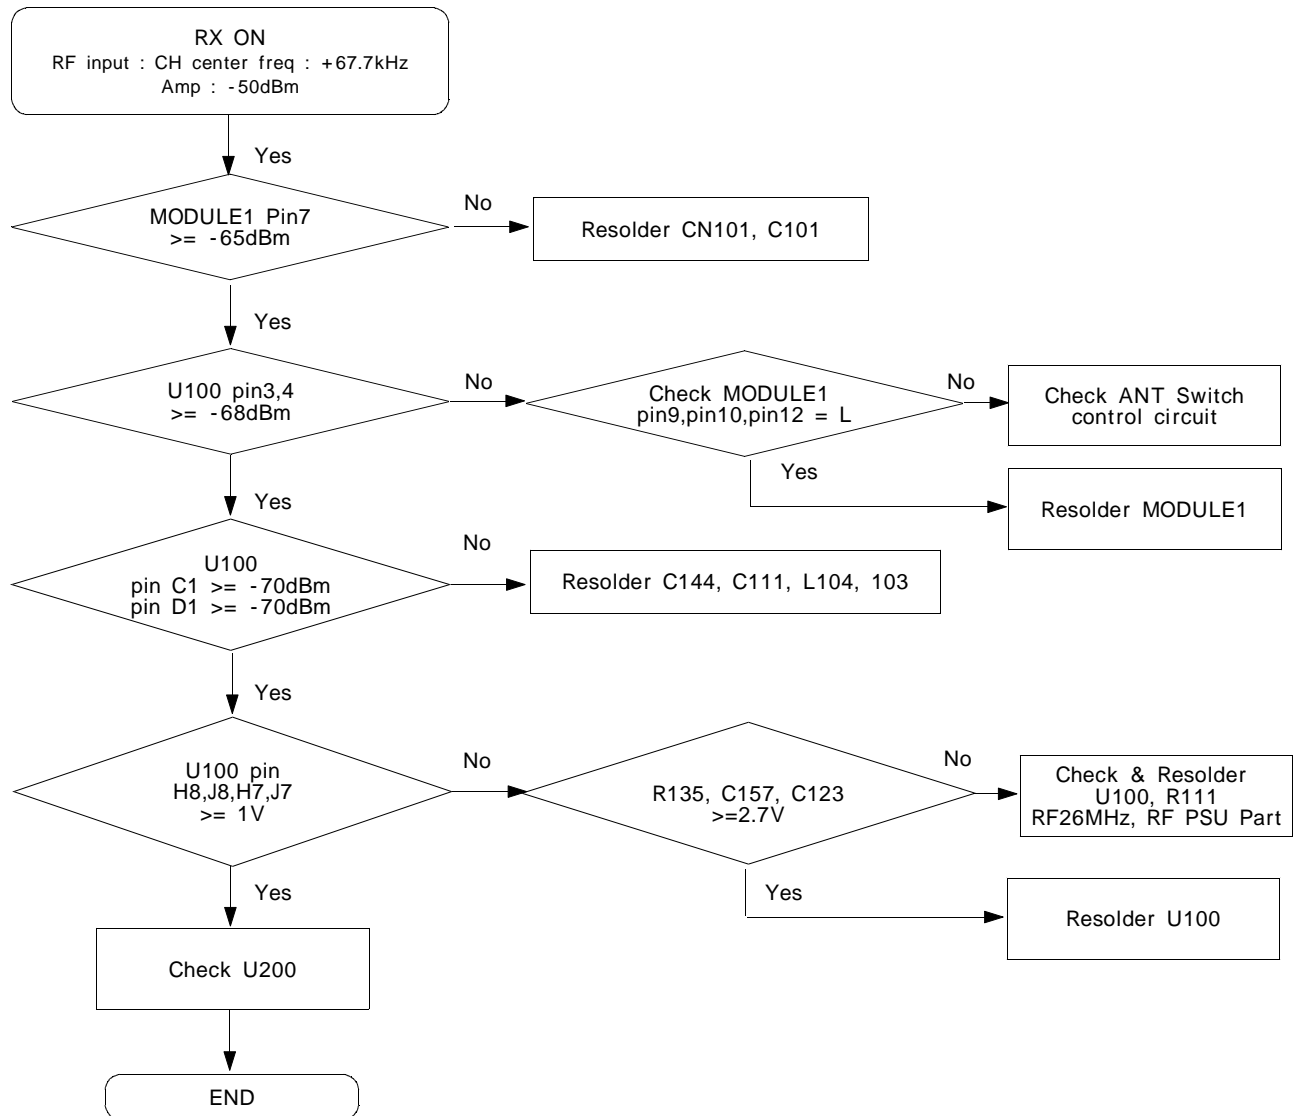 RX ON
RF input : CH center freq : +67.7kHz
Amp : -50dBm
Yes
MODULE1 Pin7
>= -65dBm
No
Resolder CN101, C101
Yes
U100 pin3,4
>= -68dBm
No
Check MODULE1
pin9,pin10,pin12 = L
No
Check ANT Switch
control circuit
Yes
Resolder MODULE1
Yes
U100
pin C1 >= -70dBm
pin D1 >= -70dBm
No
Resolder C144, C111, L104, 103
Yes
U100 pin
H8,J8,H7,J7
>= 1V
No
R135, C157, C123
>=2.7V
No
Check & Resolder
U100, R111
RF26MHz, RF PSU Part
Yes
Resolder U100
Yes
Check U200
END